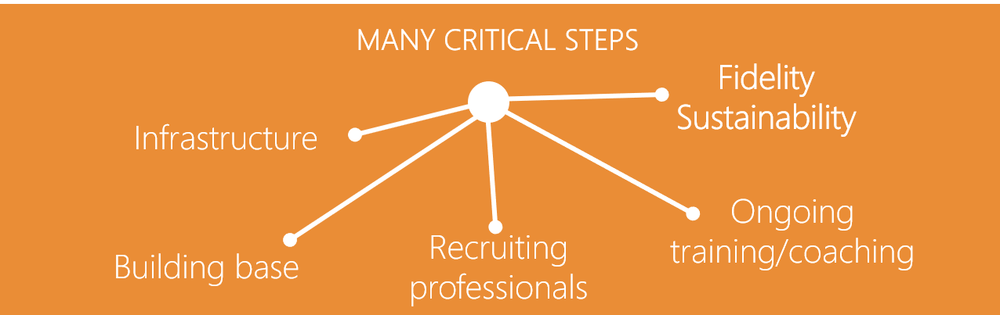 MANY CRITICAL STEPS
Fidelity
Sustainability
Infrastructure
Ongoing
training/coaching
Recruiting
professionals
Building base